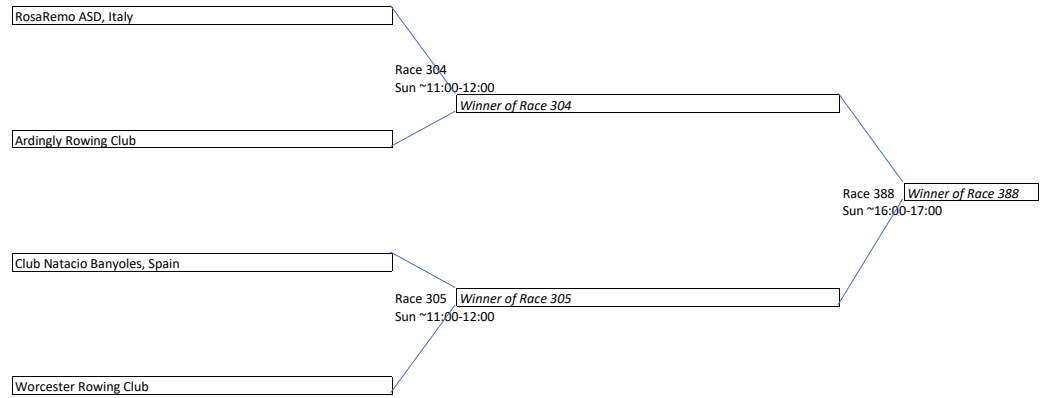 RosaRemo ASD, Italy
Race 304
Sun ~11:00-12:00
Winner of Race 304
Ardingly Rowing Club
Race 388
Winner of Race 388
Sun ~16:00-17:00
Club Natacio Banyoles, Spain
Race 305
Winner of Race 305
Sun ~11:00-12:00
Worcester Rowing Club